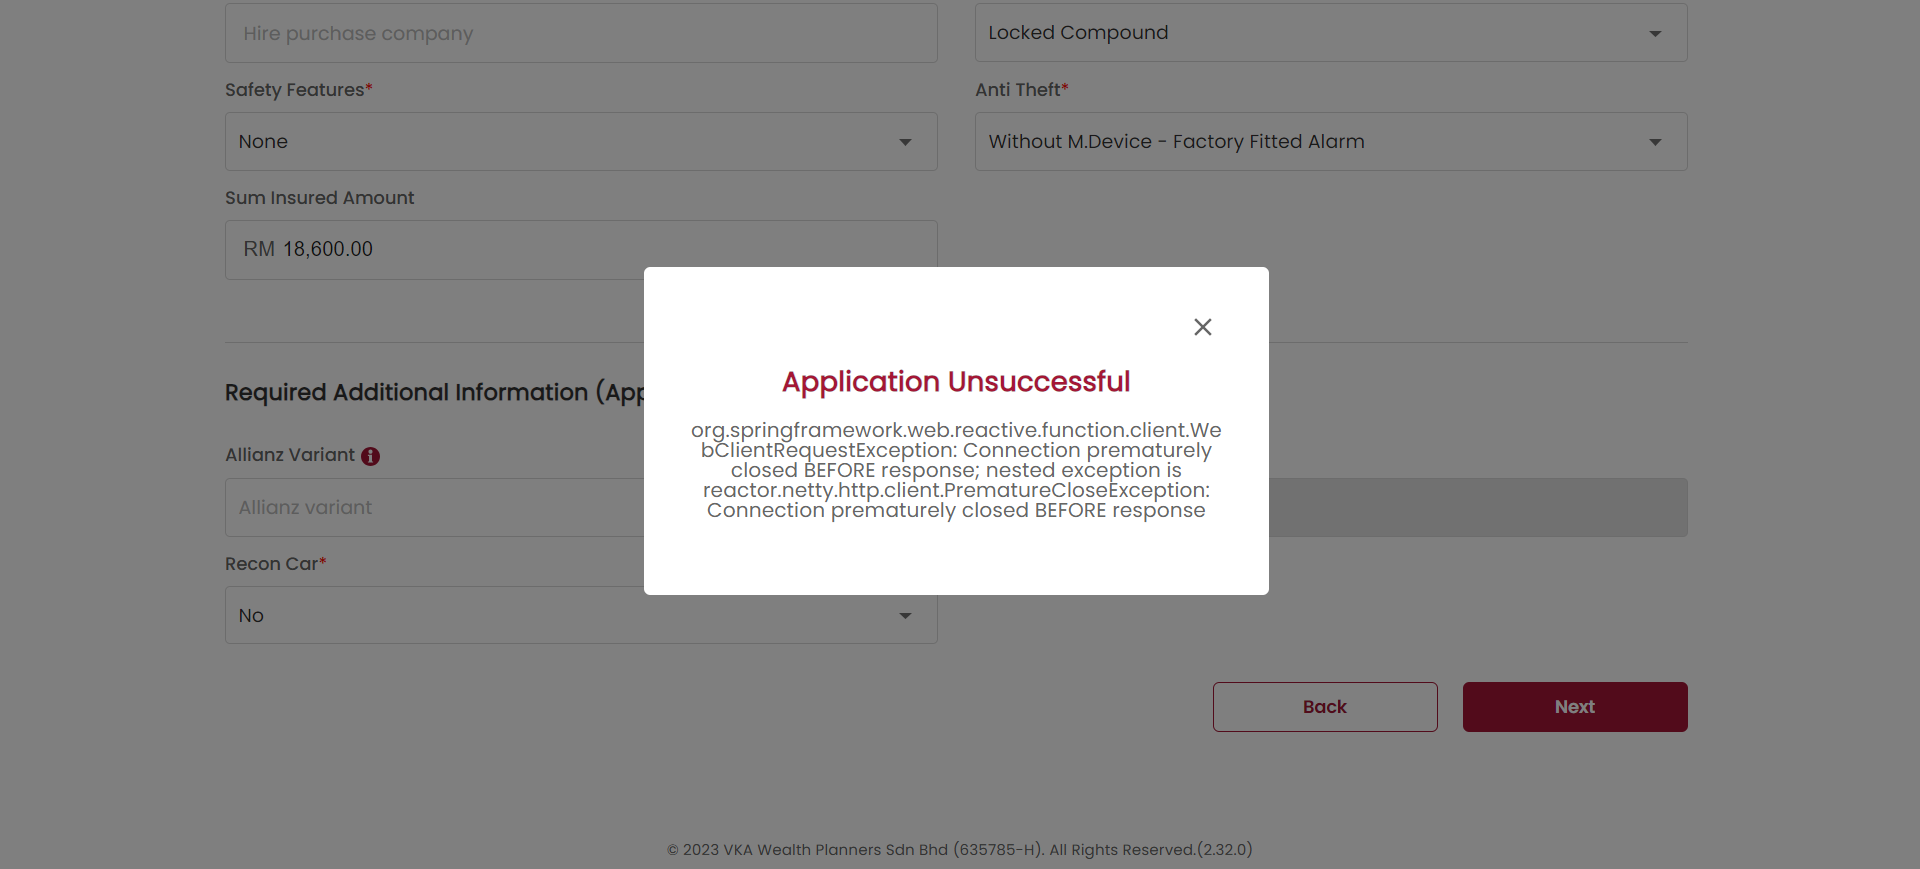 Hire purchase company
Locked Compound
Safety Features*
Anti Theft*
None
Without M.Device - Factory Fitted Alarm
Sum Insured Amount
RM 18,600.00
Application Unsuccessful
org.springframework.web.reactive.function.client.We
bClientRequestException: Connection prematurely
closed BEFORE response; nested exception is
reactor.netty.http.client.PrematureCloseException:
Connection prematurely closed BEFORE response
Required Additional Information (App
Allianz Variant
Allianz variant
Recon Car*
No
Back
Next
© 2023 VKA Wealth Planners Sdn Bhd (635785-H). All Rights Reserved.(2.32.0)